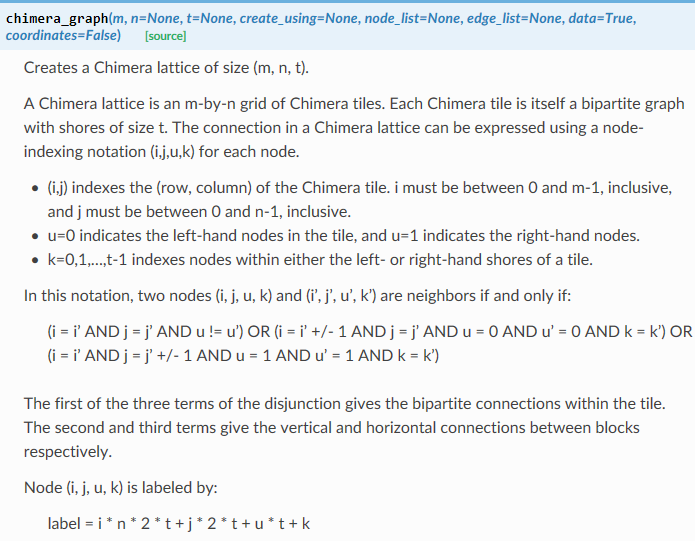 chimera_graph(m, n=None, t=None, create_using=None, node_list=None, edge_list=None, data=True,
coordinates=False) [source]
Creates a Chimera lattice of size (m, n, t).
A Chimera lattice is an m-by-n grid of Chimera tiles. Each Chimera tile is itself a bipartite graph
with shores of size t. The connection in a Chimera lattice can be expressed using a node-
indexing notation (i,j,u,k) for each node.
• (i,j) indexes the (row, column) of the Chimera tile. i must be between 0 and m-1, inclusive,
and j must be between 0 and n-1, inclusive.
• u=0 indicates the left-hand nodes in the tile, and u=1 indicates the right-hand nodes.
• k=0,1,...,t-1 indexes nodes within either the left- or right-hand shores of a tile.
In this notation, two nodes (i, j, u, k) and (i’, j’, u’, k’) are neighbors if and only if:
(i = i’ AND j = j’ AND u != u’) OR (i = i’ +/- 1 AND j = j’ AND u = 0 AND u’ = 0 AND k = k’) OR
(i = i’ AND j = j’ +/- 1 AND u = 1 AND u’ = 1 AND k = k’)
The first of the three terms of the disjunction gives the bipartite connections within the tile.
The second and third terms give the vertical and horizontal connections between blocks
respectively.
Node (i, j, u, k) is labeled by:
label = i * n * 2 * t + j * 2 * t + u * t + k